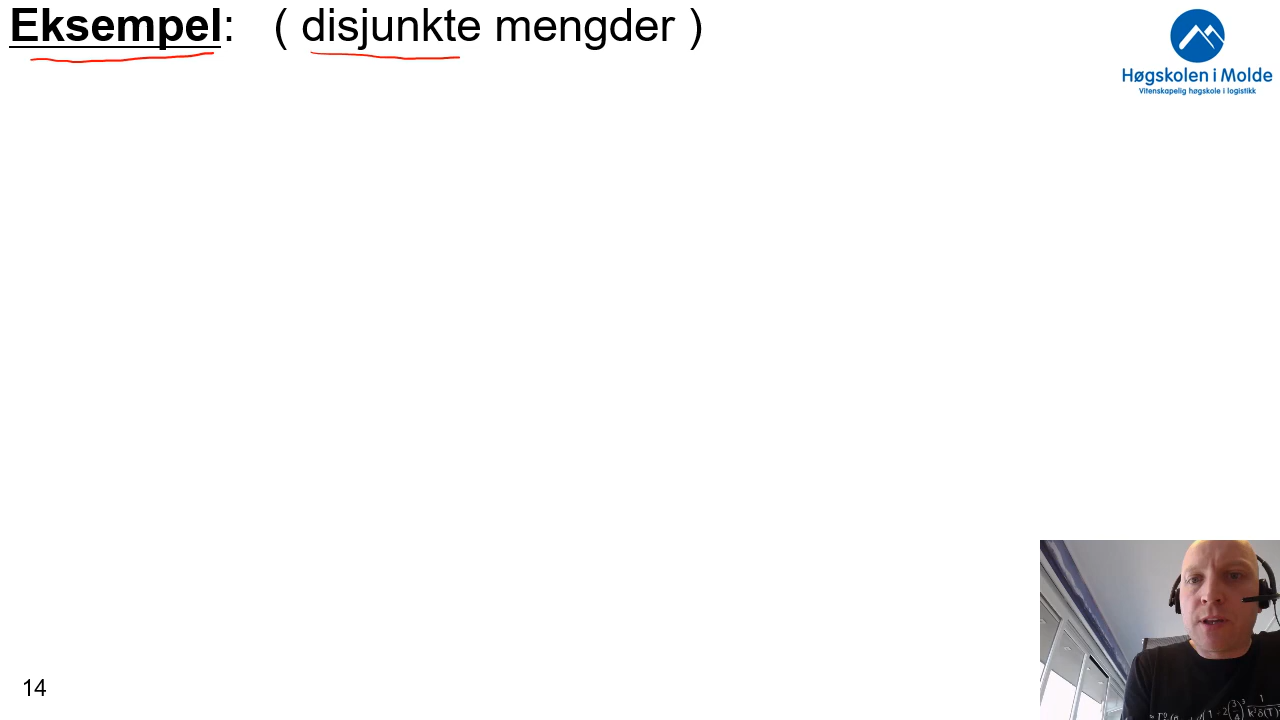 Eksempel: ( disjunkte mengder )
Høgskolen i Molde
Vitenskapelig høgskole i logistikk
14